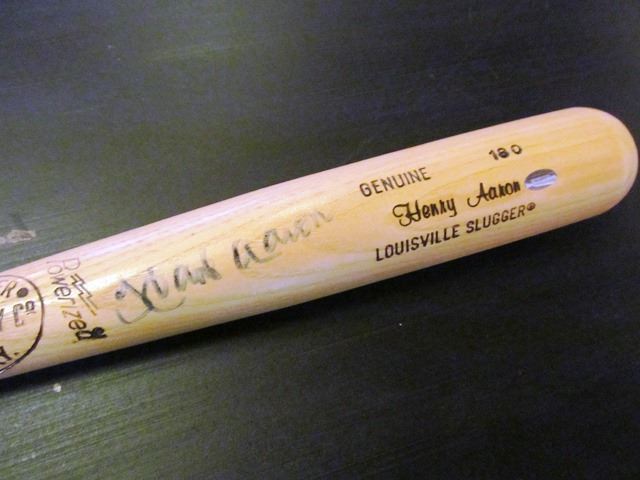 GENUINE 180
Henry Aaron
LOUISVILLE SLUGGER®
Hank Aaron
Powerized